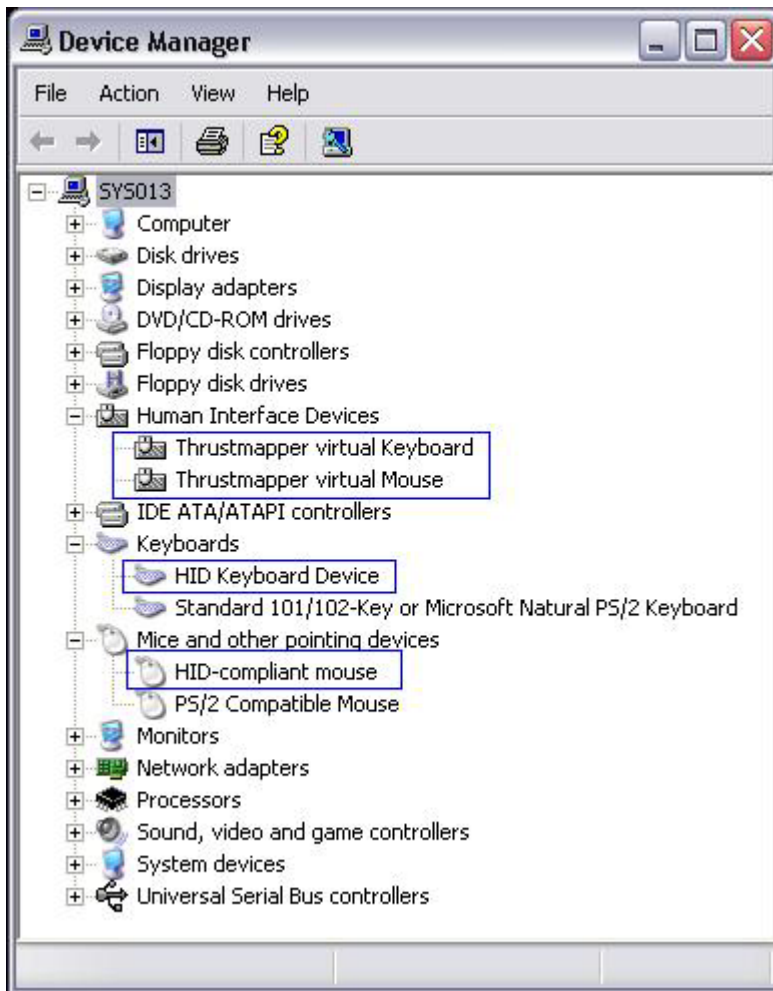 Device Manager
File Action View Help
SYS013
Computer
Disk drives
Display adapters
DVD/CD-ROM drives
Floppy disk controllers
Floppy disk drives
Human Interface Devices
Thrustmapper virtual Keyboard
Thrustmapper virtual Mouse
IDE ATA/ATAPI controllers
Keyboards
HID Keyboard Device
Standard 101/102-Key or Microsoft Natural PS/2 Keyboard
Mice and other pointing devices
HID-compliant mouse
PS/2 Compatible Mouse
Monitors
Network adapters
Processors
Sound, video and game controllers
System devices
Universal Serial Bus controllers